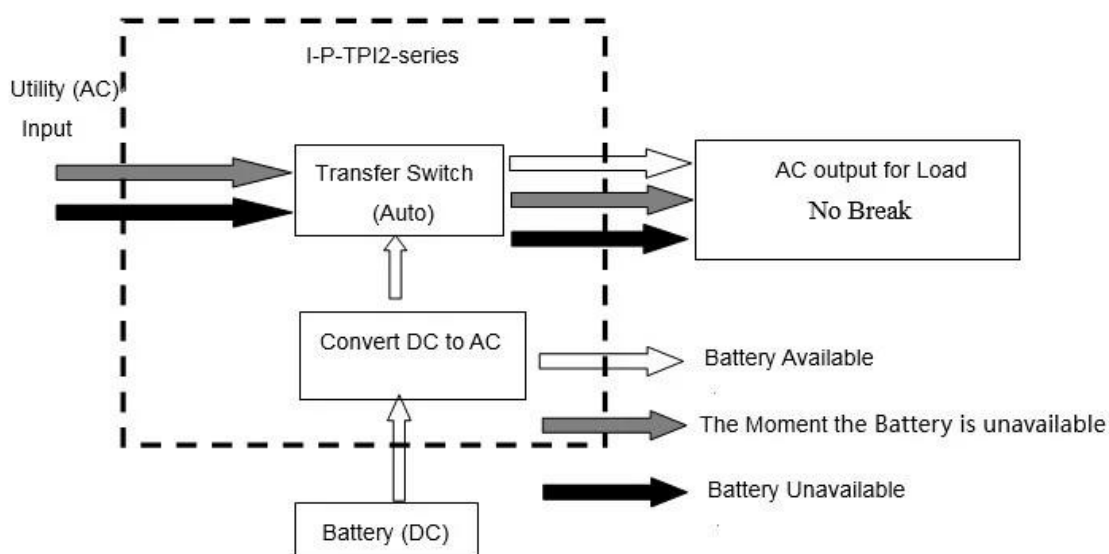 I-P-TPI2-series
Utility (AC)
Input
Transfer Switch
(Auto)
AC output for Load
No Break
Convert DC to AC
Battery Available
The Moment the Battery is unavailable
Battery Unavailable
Battery (DC)